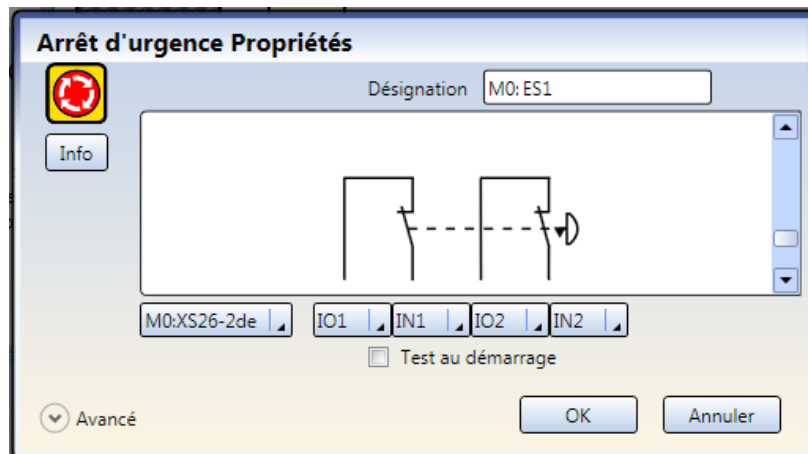 Arrêt d'urgence Propriétés
Désignation M0: ES1
Info
M0:XS26-2de IO1 IN1 IO2 IN2
Test au démarrage
Avancé OK Annuler